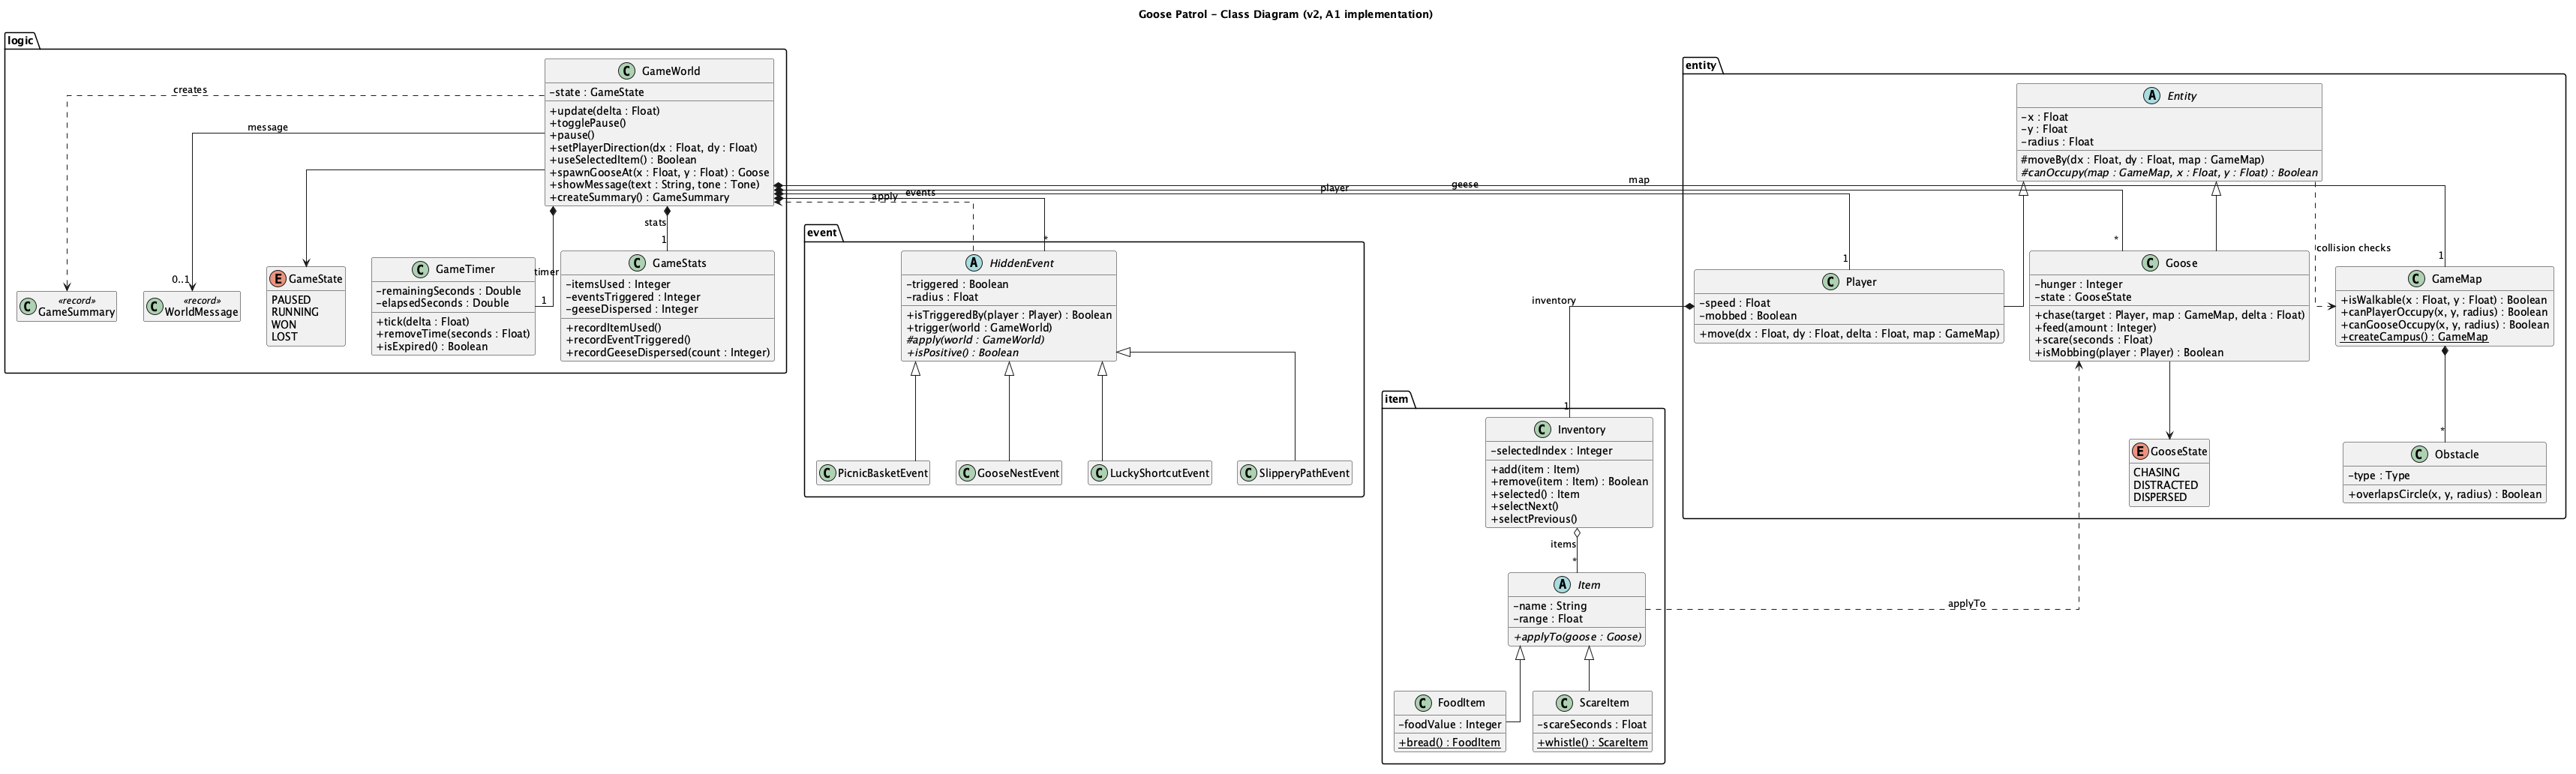 Goose Patrol - Class Diagram (v2, A1 implementation)
logic
C GameWorld
-state : GameState
+update(delta : Float)
+togglePause()
+pause()
+setPlayerDirection(dx : Float, dy : Float)
+useSelectedItem() : Boolean
+spawnGooseAt(x : Float, y : Float) : Goose
+showMessage(text : String, tone : Tone)
+createSummary() : GameSummary
creates
message
0..1
timer
1
stats
1
C «record»
GameSummary
C «record»
WorldMessage
E GameState
PAUSED
RUNNING
WON
LOST
C GameTimer
-remainingSeconds : Double
-elapsedSeconds : Double
+tick(delta : Float)
+removeTime(seconds : Float)
+isExpired() : Boolean
C GameStats
-itemsUsed : Integer
-eventsTriggered : Integer
-geeseDispersed : Integer
+recordItemUsed()
+recordEventTriggered()
+recordGeeseDispersed(count : Integer)
apply
events
*
player
1
geese
*
map
1
event
A HiddenEvent
-triggered : Boolean
-radius : Float
+isTriggeredBy(player : Player) : Boolean
+trigger(world : GameWorld)
#apply(world : GameWorld)
+isPositive() : Boolean
C PicnicBasketEvent
C GooseNestEvent
C LuckyShortcutEvent
C SlipperyPathEvent
entity
A Entity
-x : Float
-y : Float
-radius : Float
#moveBy(dx : Float, dy : Float, map : GameMap)
#canOccupy(map : GameMap, x : Float, y : Float) : Boolean
collision checks
C Player
-speed : Float
-mobbed : Boolean
+move(dx : Float, dy : Float, delta : Float, map : GameMap)
C Goose
-hunger : Integer
-state : GooseState
+chase(target : Player, map : GameMap, delta : Float)
+feed(amount : Integer)
+scare(seconds : Float)
+isMobbing(player : Player) : Boolean
C GameMap
+isWalkable(x : Float, y : Float) : Boolean
+canPlayerOccupy(x, y, radius) : Boolean
+canGooseOccupy(x, y, radius) : Boolean
+createCampus() : GameMap
*
E GooseState
CHASING
DISTRACTED
DISPERSED
C Obstacle
-type : Type
+overlapsCircle(x, y, radius) : Boolean
inventory
1
item
C Inventory
-selectedIndex : Integer
+add(item : Item)
+remove(item : Item) : Boolean
+selected() : Item
+selectNext()
+selectPrevious()
items
*
A Item
-name : String
-range : Float
+applyTo(goose : Goose)
applyTo
C FoodItem
-foodValue : Integer
+bread() : FoodItem
C ScareItem
-scareSeconds : Float
+whistle() : ScareItem